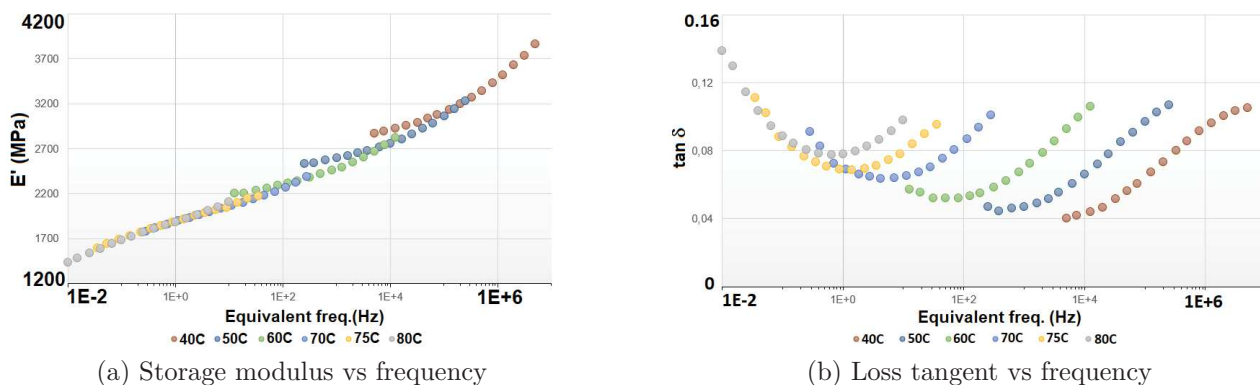 4200
3700
3200
2700
2200
1700
1200
E' (MPa)
1E-2 1E+0 1E+2 1E+4 1E+6
Equivalent freq.(Hz)
40C 50C 60C 70C 75C 80C
(a) Storage modulus vs frequency
0.16
0,12
0,08
0,04
0
tan δ
1E-2 1E+0 1E+2 1E+4 1E+6
Equivalent freq. (Hz)
40C 50C 60C 70C 75C 80C
(b) Loss tangent vs frequency